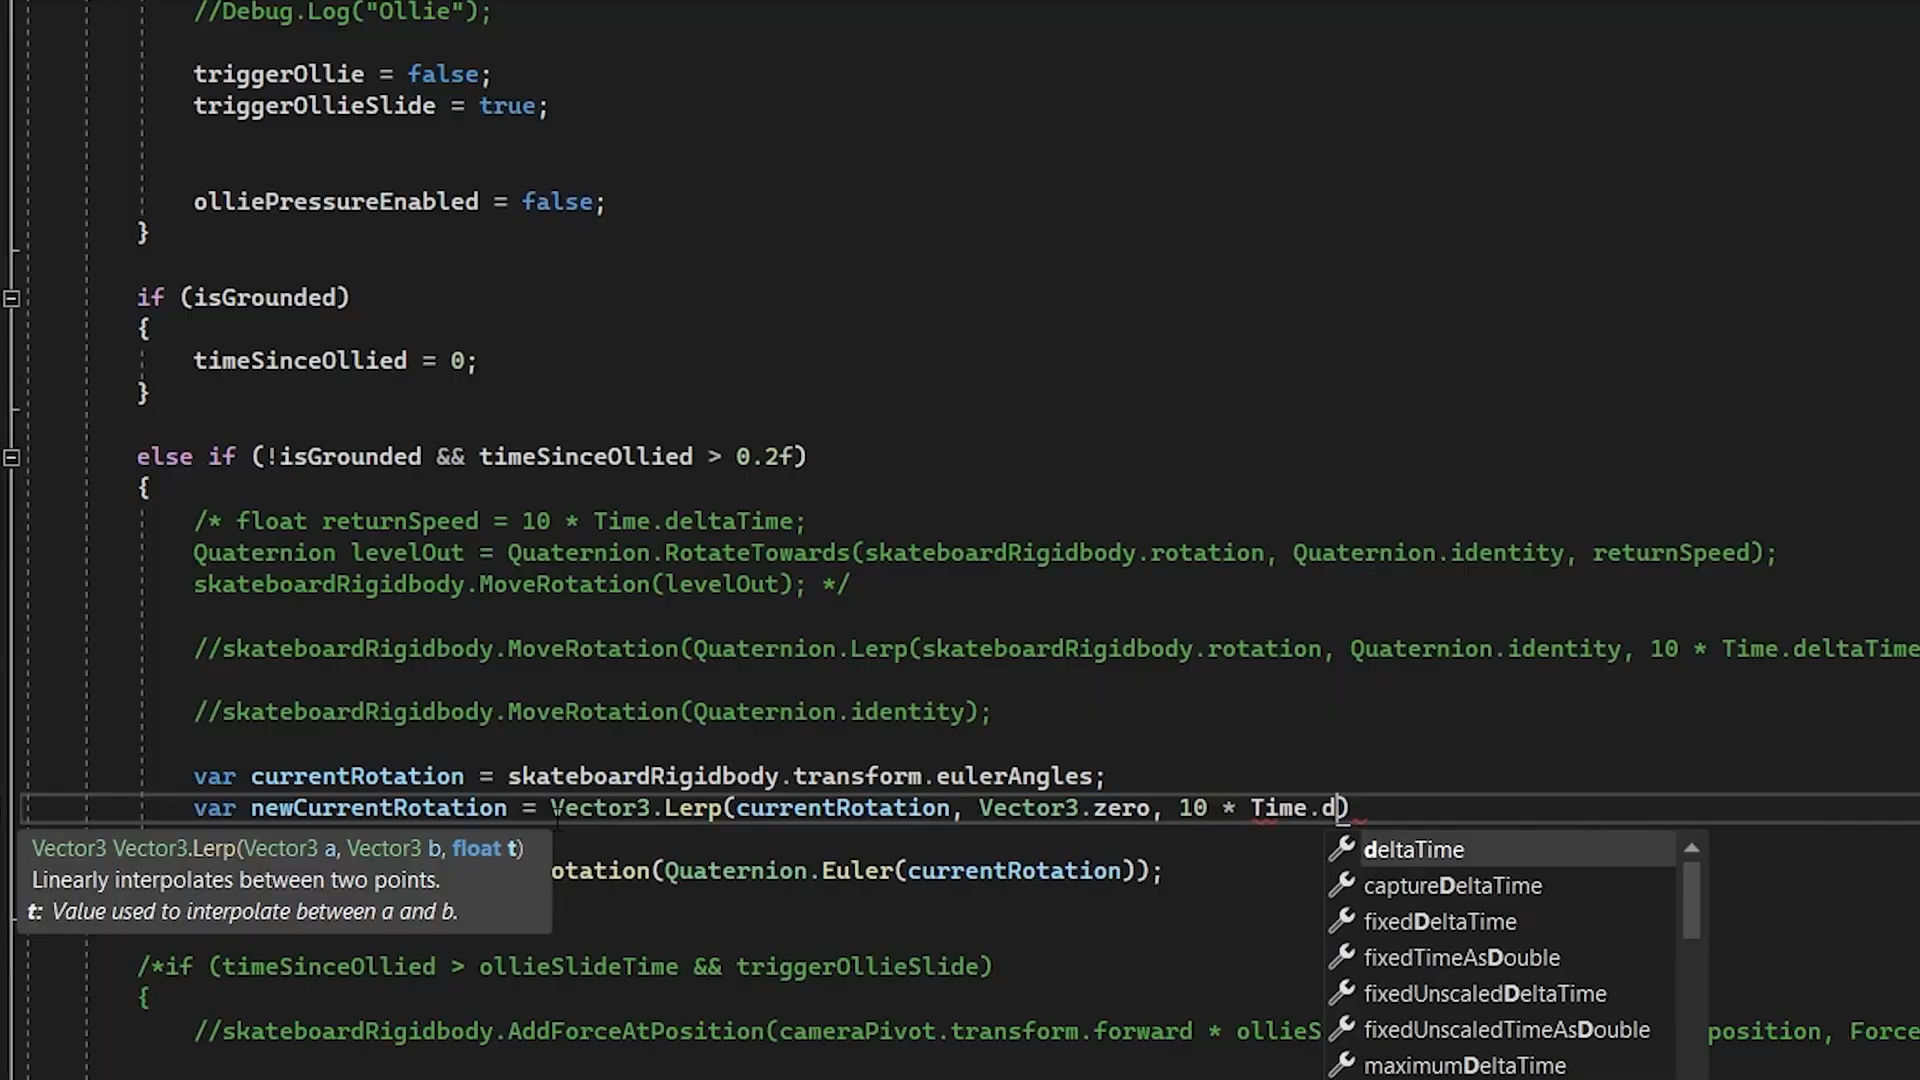 //Debug.Log("Ollie");
triggerOllie = false;
triggerOllieSlide = true;
olliePressureEnabled = false;
}
if (isGrounded)
{
timeSinceOllied = 0;
}
else if (!isGrounded && timeSinceOllied > 0.2f)
{
/* float returnSpeed = 10 * Time.deltaTime;
Quaternion levelOut = Quaternion.RotateTowards(skateboardRigidbody.rotation, Quaternion.identity, returnSpeed);
skateboardRigidbody.MoveRotation(levelOut); */
//skateboardRigidbody.MoveRotation(Quaternion.Lerp(skateboardRigidbody.rotation, Quaternion.identity, 10 * Time.deltaTime
//skateboardRigidbody.MoveRotation(Quaternion.identity);
var currentRotation = skateboardRigidbody.transform.eulerAngles;
var newCurrentRotation = Vector3.Lerp(currentRotation, Vector3.zero, 10 * Time.d)
Vector3 Vector3.Lerp(Vector3 a, Vector3 b, float t)
Linearly interpolates between two points.
t: Value used to interpolate between a and b.
otation(Quaternion.Euler(currentRotation));
deltaTime
captureDeltaTime
fixedDeltaTime
fixedTimeAsDouble
fixedUnscaledDeltaTime
fixedUnscaledTimeAsDouble
maximumDeltaTime
/*if (timeSinceOllied > ollieSlideTime && triggerOllieSlide)
{
//skateboardRigidbody.AddForceAtPosition(cameraPivot.transform.forward * ollieS position, Force